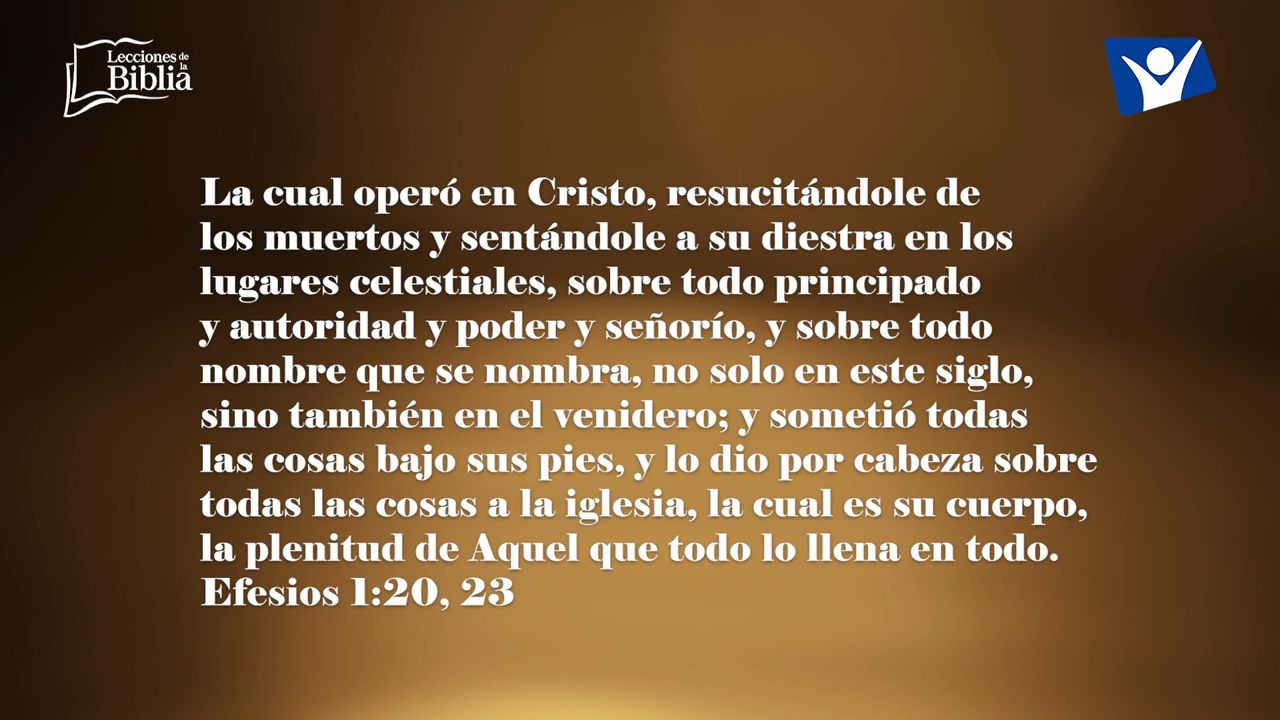 Lecciones de
la
Biblia
La cual operó en Cristo, resucitándole de
los muertos y sentándole a su diestra en los
lugares celestiales, sobre todo principado
y autoridad y poder y señorío, y sobre todo
nombre que se nombra, no solo en este siglo,
sino también en el venidero; y sometió todas
las cosas bajo sus pies, y lo dio por cabeza sobre
todas las cosas a la iglesia, la cual es su cuerpo,
la plenitud de Aquel que todo lo llena en todo.
Efesios 1:20, 23